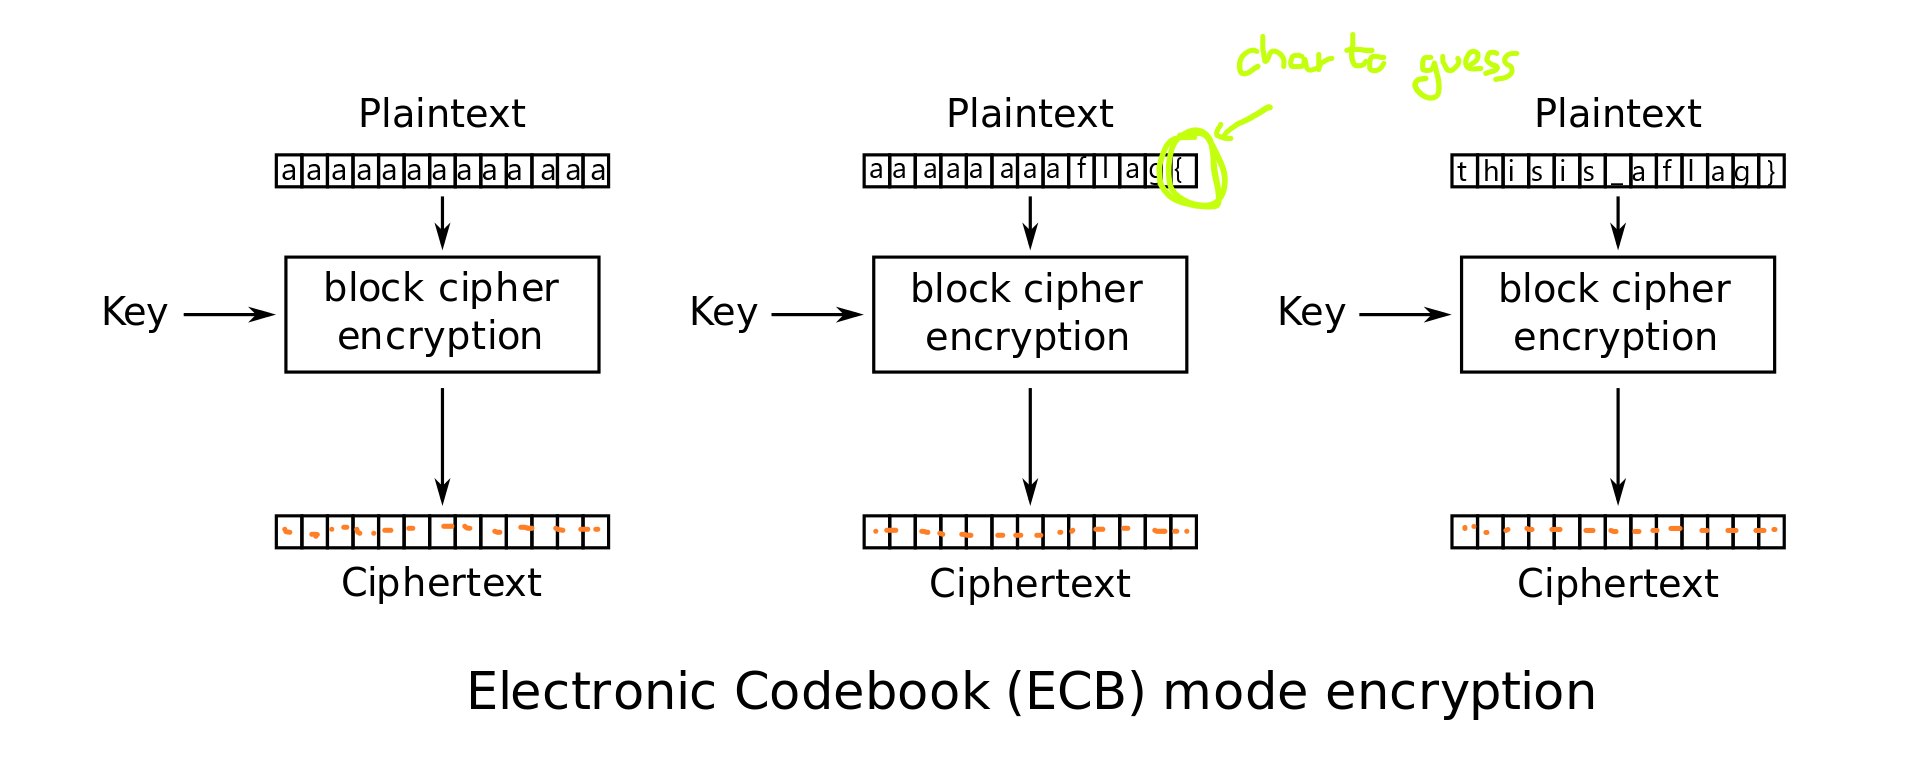 char to guess
Plaintext
Plaintext
Plaintext
a a a a a a a a a a a a a
a a a a a a a a f l a g {
t h i s i s _ a f l a g }
Key
block cipher
encryption
Key
block cipher
encryption
Key
block cipher
encryption
Ciphertext
Ciphertext
Ciphertext
Electronic Codebook (ECB) mode encryption